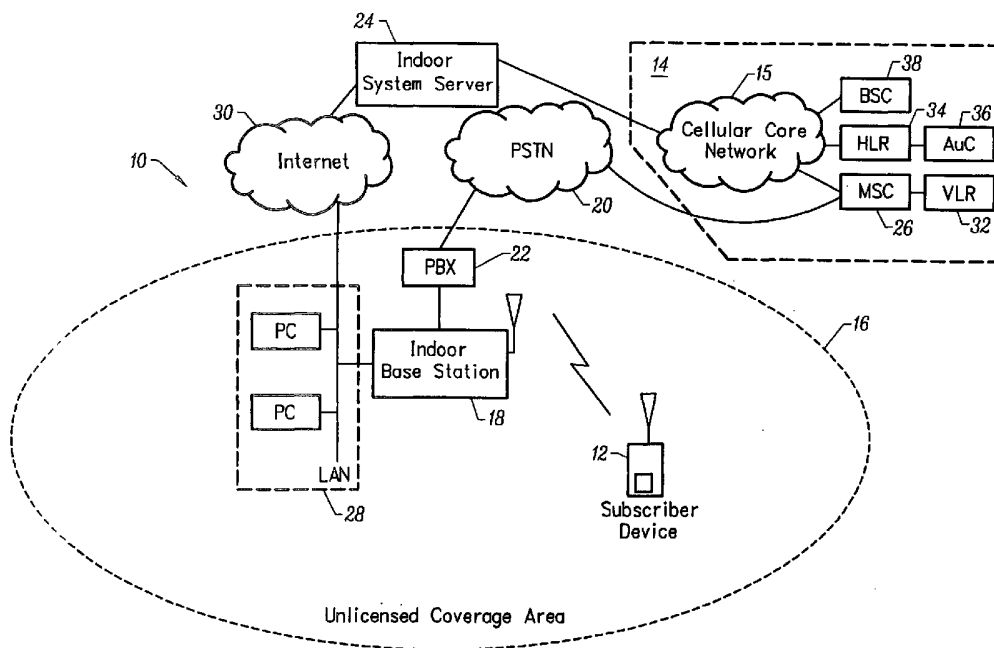 24
Indoor
System Server
14
15
38
BSC
30
Internet
PSTN
Cellular Core
Network
34
HLR
36
AuC
10
20
MSC
26
VLR
32
PBX
22
16
PC
Indoor
Base Station
18
PC
12
LAN
28
Subscriber
Device
Unlicensed Coverage Area